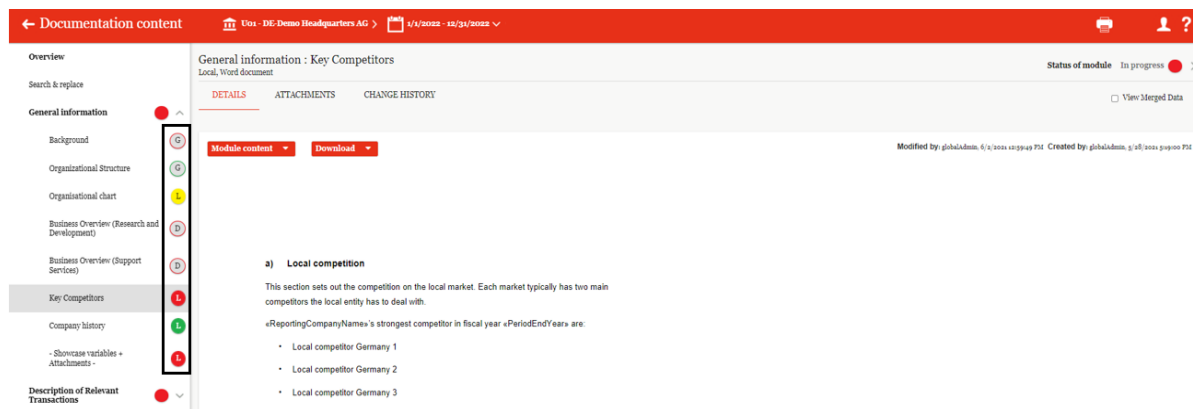 ← Documentation content
U01 - DE-Demo Headquarters AG > 1/1/2022 - 12/31/2022
?
Overview
Search & replace
General information
Background G
Organizational Structure G
Organisational chart L
Business Overview (Research and
Development) D
Business Overview (Support
Services) D
Key Competitors L
Company history L
- Showcase variables +
Attachments - L
Description of Relevant
Transactions
General information : Key Competitors
Local, Word document
Status of module In progress
DETAILS ATTACHMENTS CHANGE HISTORY
View Merged Data
Module content Download
Modified by: globalAdmin, 6/2/2021 12:59:49 PM Created by: globalAdmin, 5/28/2021 5:19:00 PM
a) Local competition
This section sets out the competition on the local market. Each market typically has two main
competitors the local entity has to deal with.
«ReportingCompanyName»'s strongest competitor in fiscal year «PeriodEndYear» are:
• Local competitor Germany 1
• Local competitor Germany 2
• Local competitor Germany 3